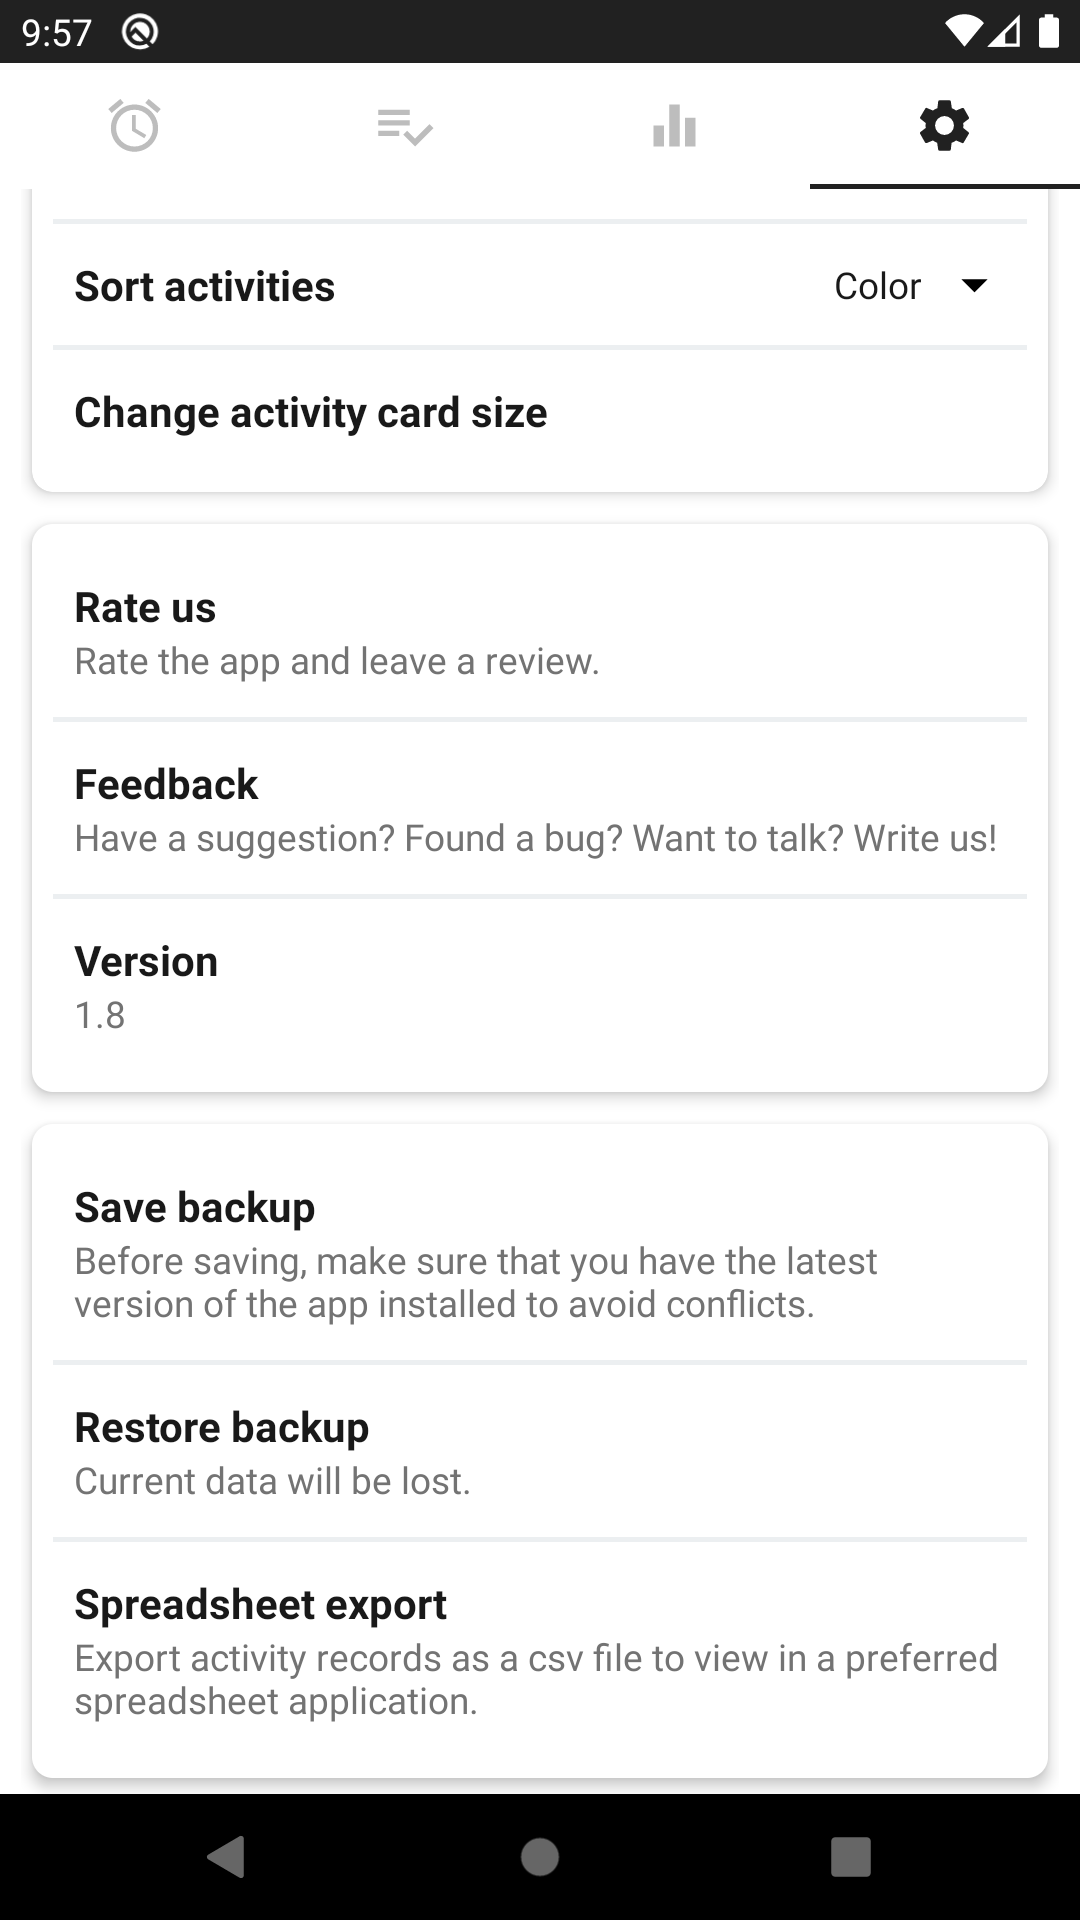 9:57
Sort activities
Color
Change activity card size
Rate us
Rate the app and leave a review.
Feedback
Have a suggestion? Found a bug? Want to talk? Write us!
Version
1.8
Save backup
Before saving, make sure that you have the latest
version of the app installed to avoid conflicts.
Restore backup
Current data will be lost.
Spreadsheet export
Export activity records as a csv file to view in a preferred
spreadsheet application.